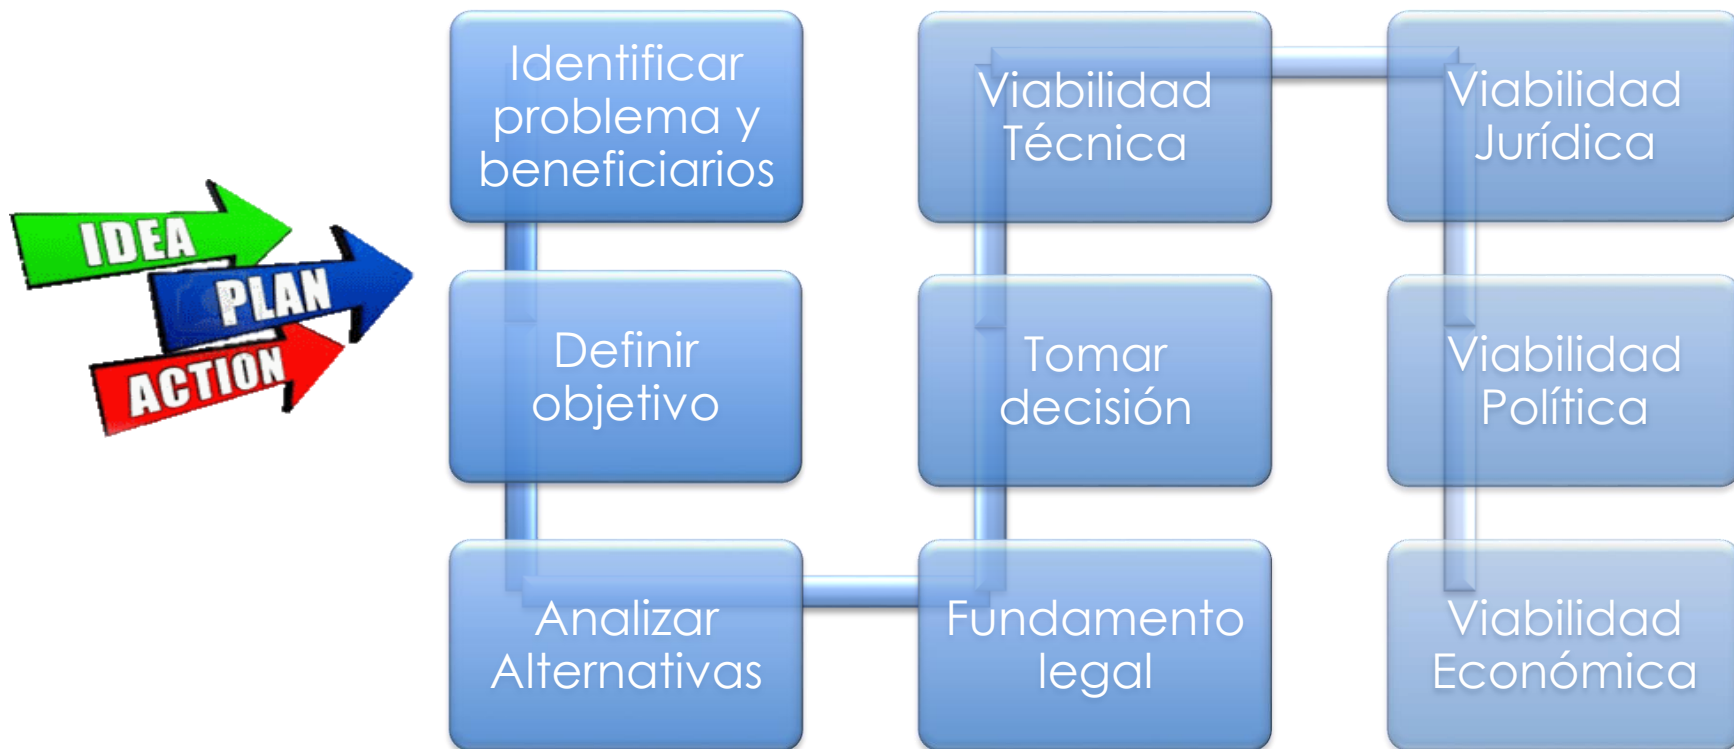 IDEA
PLAN
ACTION
Identificar
problema y
beneficiarios
Definir
objetivo
Analizar
Alternativas
Fundamento
legal
Tomar
decisión
Viabilidad
Técnica
Viabilidad
Jurídica
Viabilidad
Política
Viabilidad
Económica